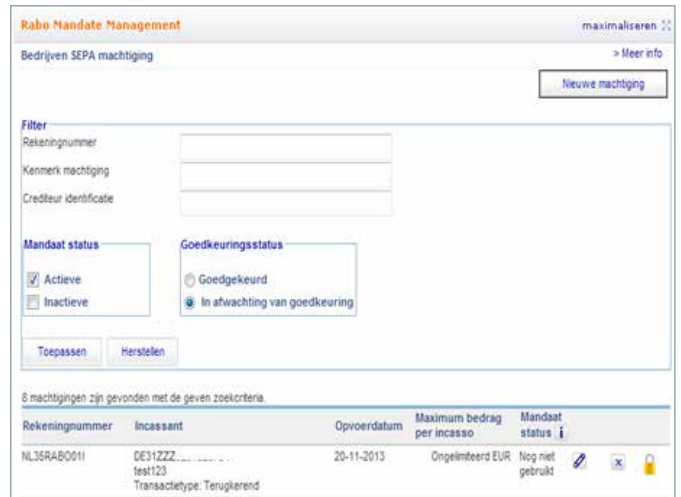 Rabo Mandate Management maximaliseren
Bedrijven SEPA machtiging > Meer info
Nieuwe machtiging
Filter
Rekeningnummer
Kenmerk machtiging
Crediteur identificatie
Mandaat status Goedkeuringsstatus
Actieve Goedgekeurd
Inactieve In afwachting van goedkeuring
Toepassen Herstellen
8 machtigingen zijn gevonden met de geven zoekcriteria.
Rekeningnummer Incassant Opvoerdatum Maximum bedrag per incasso Mandaat status i
NL35RABO01 DE31ZZZ 20-11-2013 Ongelimiteerd EUR Nog niet
test123 gebruikt
Transactietype: Terugkerend